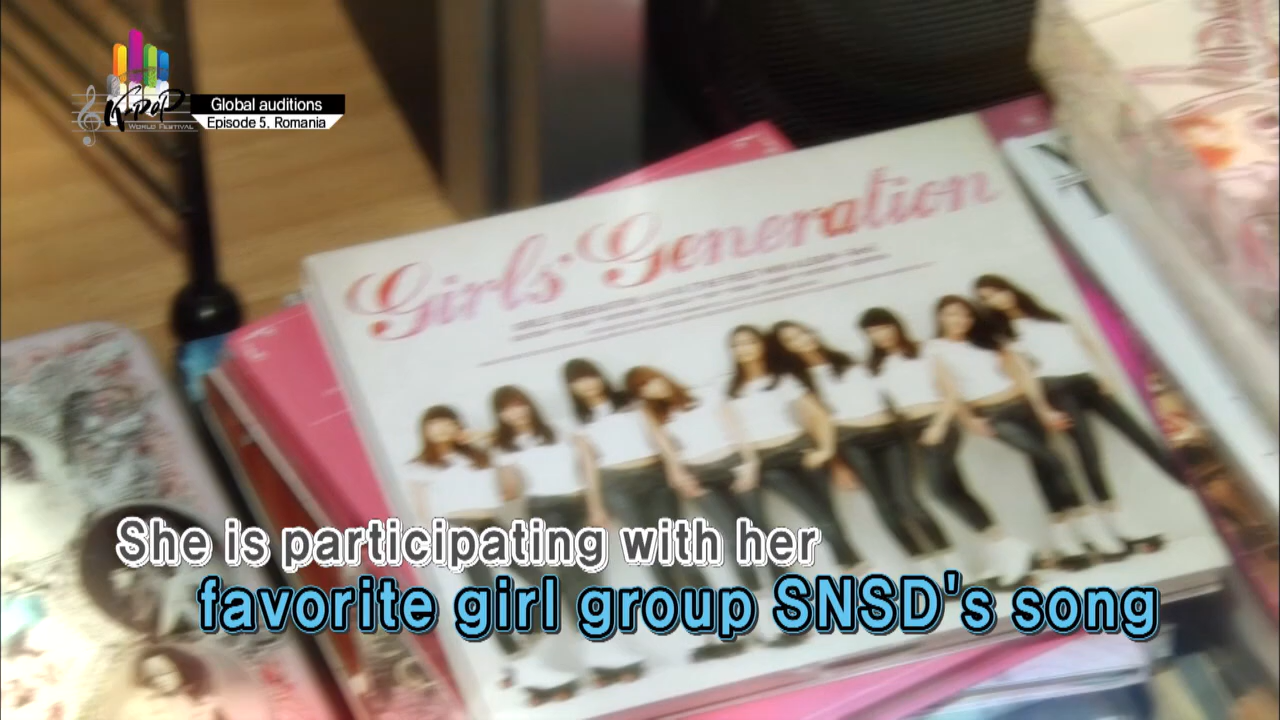 K-POP
WORLD FESTIVAL
Global auditions
Episode 5. Romania
Girls' Generation
She is participating with her
favorite girl group SNSD's song